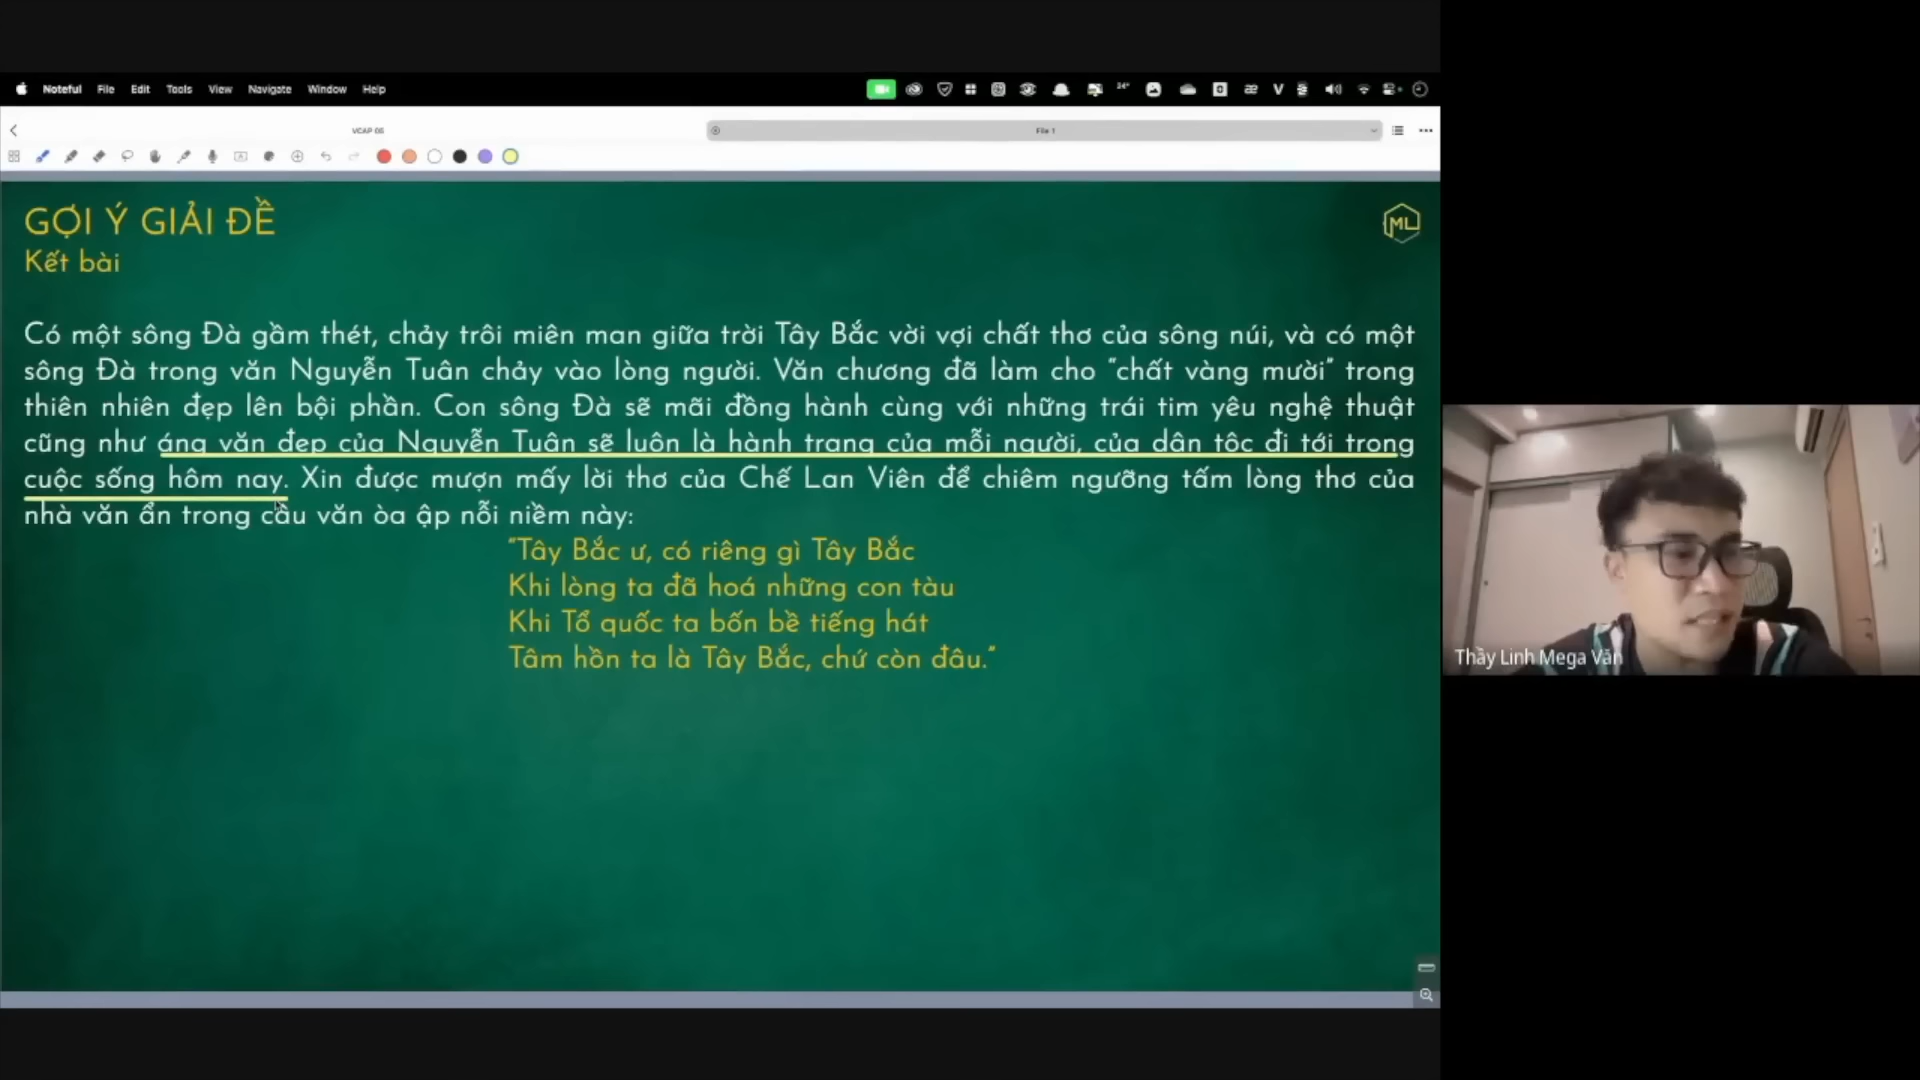 Noteful File Edit Tools View Navigate Window Help
24°
VCAP 05
File 1
GỢI Ý GIẢI ĐỀ
ML
Kết bài
Có một sông Đà gầm thét, chảy trôi miên man giữa trời Tây Bắc vời vợi chất thơ của sông núi, và có một
sông Đà trong văn Nguyễn Tuân chảy vào lòng người. Văn chương đã làm cho “chất vàng mười” trong
thiên nhiên đẹp lên bội phần. Con sông Đà sẽ mãi đồng hành cùng với những trái tim yêu nghệ thuật
cũng như áng văn đẹp của Nguyễn Tuân sẽ luôn là hành trang của mỗi người, của dân tộc đi tới trong
cuộc sống hôm nay. Xin được mượn mấy lời thơ của Chế Lan Viên để chiêm ngưỡng tấm lòng thơ của
nhà văn ẩn trong câu văn òa ập nỗi niềm này:
“Tây Bắc ư, có riêng gì Tây Bắc
Khi lòng ta đã hoá những con tàu
Khi Tổ quốc ta bốn bề tiếng hát
Tâm hồn ta là Tây Bắc, chứ còn đâu.”
Thầy Linh Mega Văn